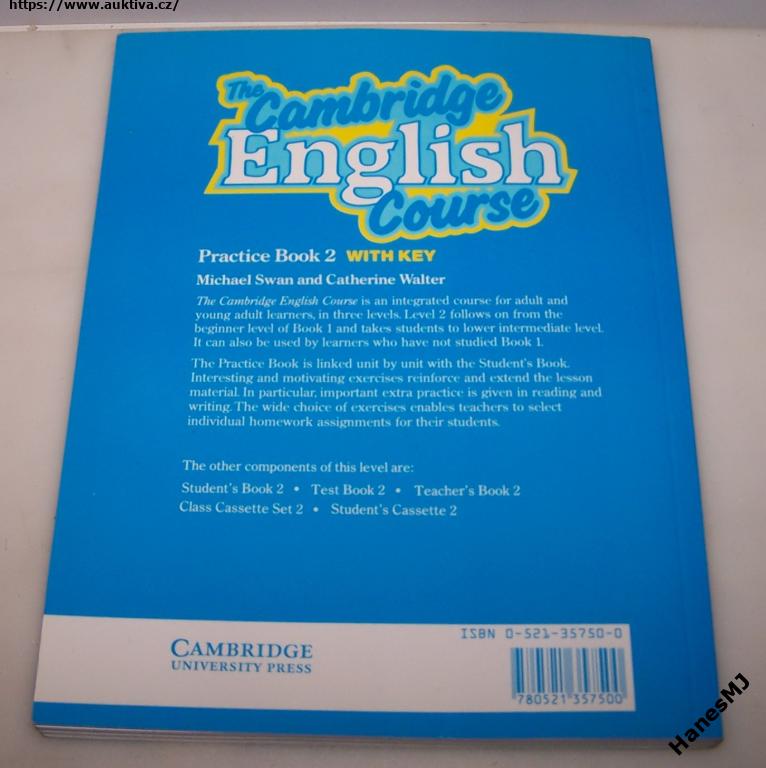 https://www.auktiva.cz/
The
Cambridge
English
Course
Practice Book 2 WITH KEY
Michael Swan and Catherine Walter
The Cambridge English Course is an integrated course for adult and
young adult learners, in three levels. Level 2 follows on from the
beginner level of Book 1 and takes students to lower intermediate level.
It can also be used by learners who have not studied Book 1.
The Practice Book is linked unit by unit with the Student's Book.
Interesting and motivating exercises reinforce and extend the lesson
material. In particular, important extra practice is given in reading and
writing. The wide choice of exercises enables teachers to select
individual homework assignments for their students.
The other components of this level are:
Student's Book 2 • Test Book 2 • Teacher's Book 2
Class Cassette Set 2 • Student's Cassette 2
CAMBRIDGE
UNIVERSITY PRESS
ISBN 0-521-35750-0
780521 357500
HanesMJ